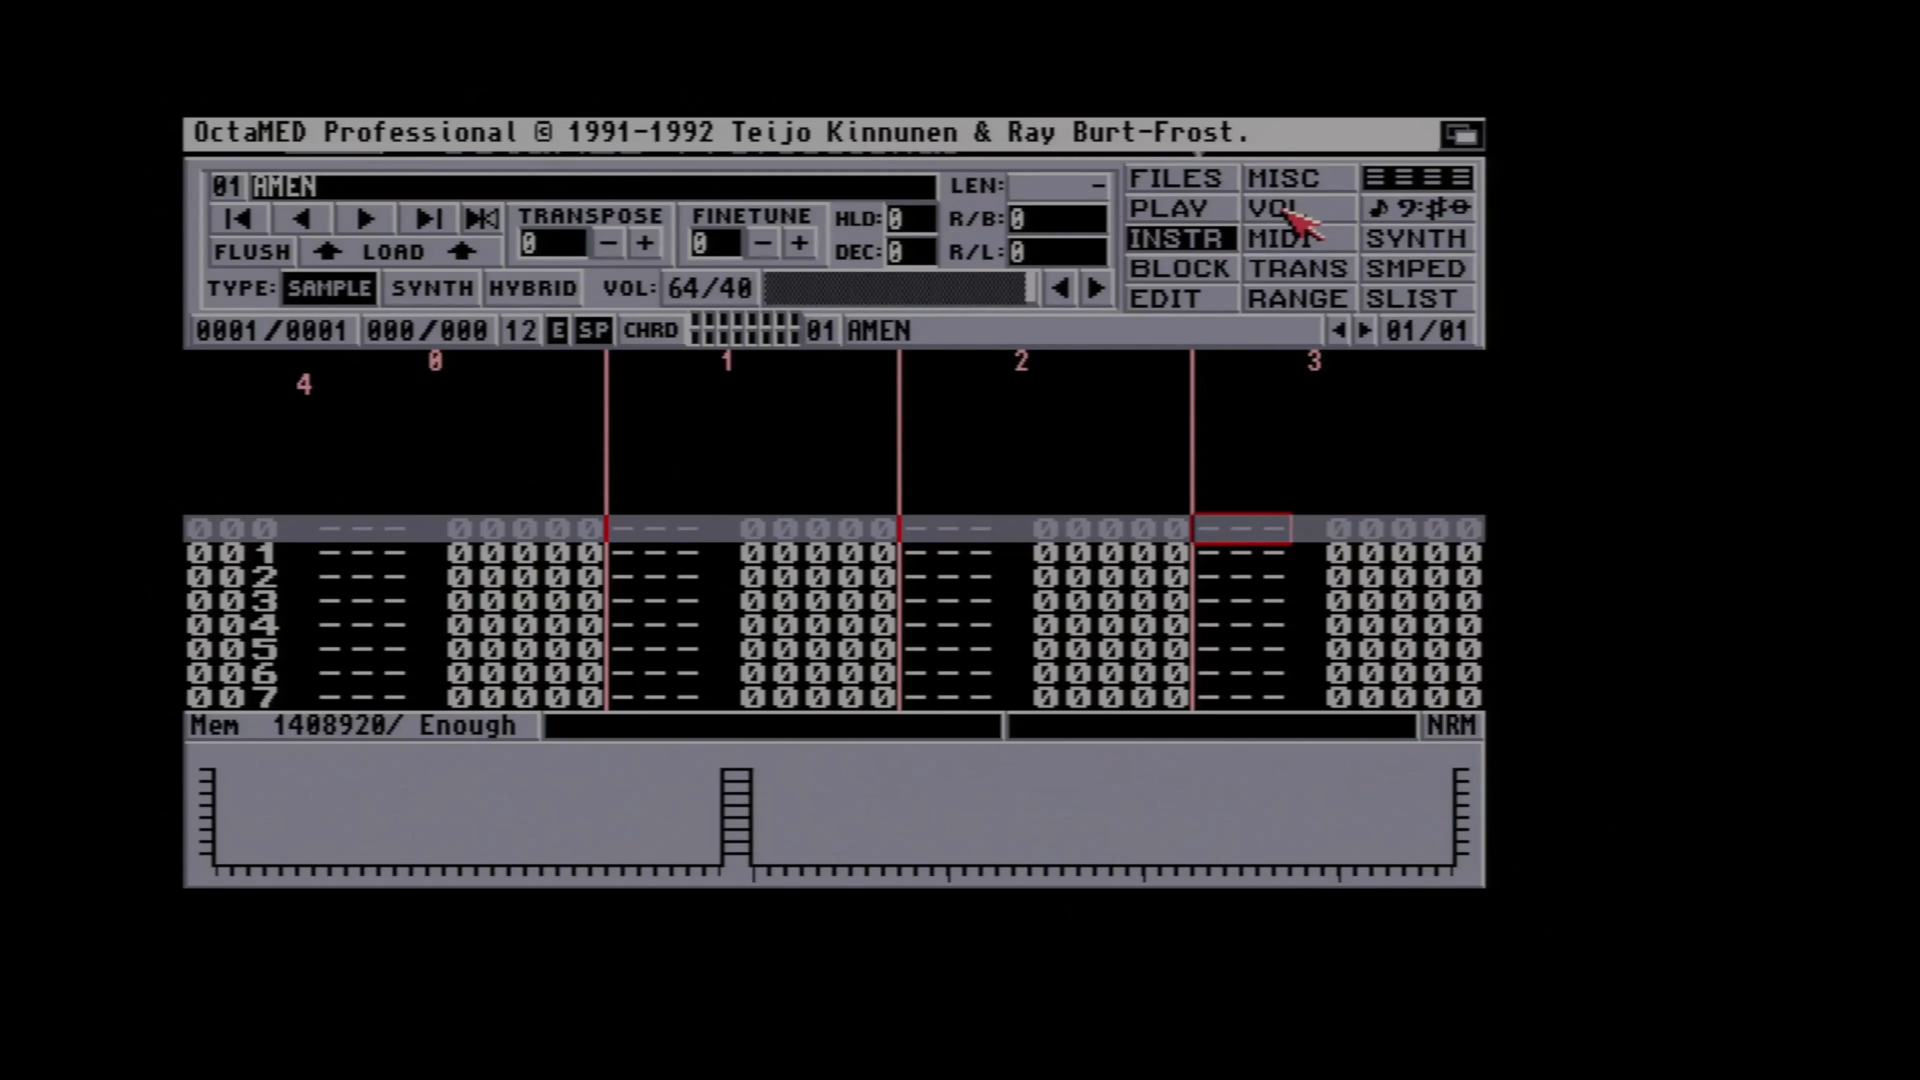 OctaMED Professional © 1991-1992 Teijo Kinnunen & Ray Burt-Frost.
01 AMEN LEN: - FILES MISC
TRANSPOSE FINETUNE HLD: 0 R/B: 0 PLAY VOL
FLUSH LOAD 0 - + 0 - + DEC: 0 R/L: 0 INSTR MIDI SYNTH
TYPE: SAMPLE SYNTH HYBRID VOL: 64/40 BLOCK TRANS SMPED
EDIT RANGE SLIST
0001/0001 000/000 12 E SP CHRD 01 AMEN 01/01
0 1 2 3
4
000 --- 00000 --- 00000 --- 00000 --- 00000
001 --- 00000 --- 00000 --- 00000 --- 00000
002 --- 00000 --- 00000 --- 00000 --- 00000
003 --- 00000 --- 00000 --- 00000 --- 00000
004 --- 00000 --- 00000 --- 00000 --- 00000
005 --- 00000 --- 00000 --- 00000 --- 00000
006 --- 00000 --- 00000 --- 00000 --- 00000
007 --- 00000 --- 00000 --- 00000 --- 00000
Mem 1408920/ Enough NRM